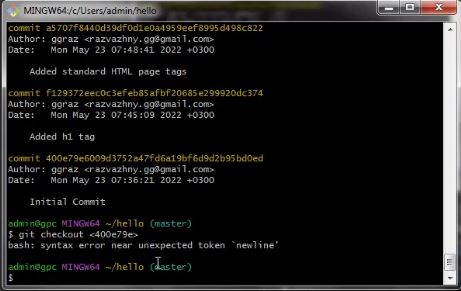 MINGW64:/c/Users/admin/hello
commit a5707f8440d39df0d1e0a4959eef8995d498c822
Author: ggraz <razvazhny.gg@gmail.com>
Date:   Mon May 23 07:48:41 2022 +0300
Added standard HTML page tags
commit f129372eec0c3efeb85afbf20685e299920dc374
Author: ggraz <razvazhny.gg@gmail.com>
Date:   Mon May 23 07:45:09 2022 +0300
Added h1 tag
commit 400e79e6009d3752a47fd6a19bf6d9d2b95bd0ed
Author: ggraz <razvazhny.gg@gmail.com>
Date:   Mon May 23 07:36:21 2022 +0300
Initial Commit
admin@gpc MINGW64 ~/hello (master)
$ git checkout <400e79e>
bash: syntax error near unexpected token `newline'
admin@gpc MINGW64 ~/hello (master)
$